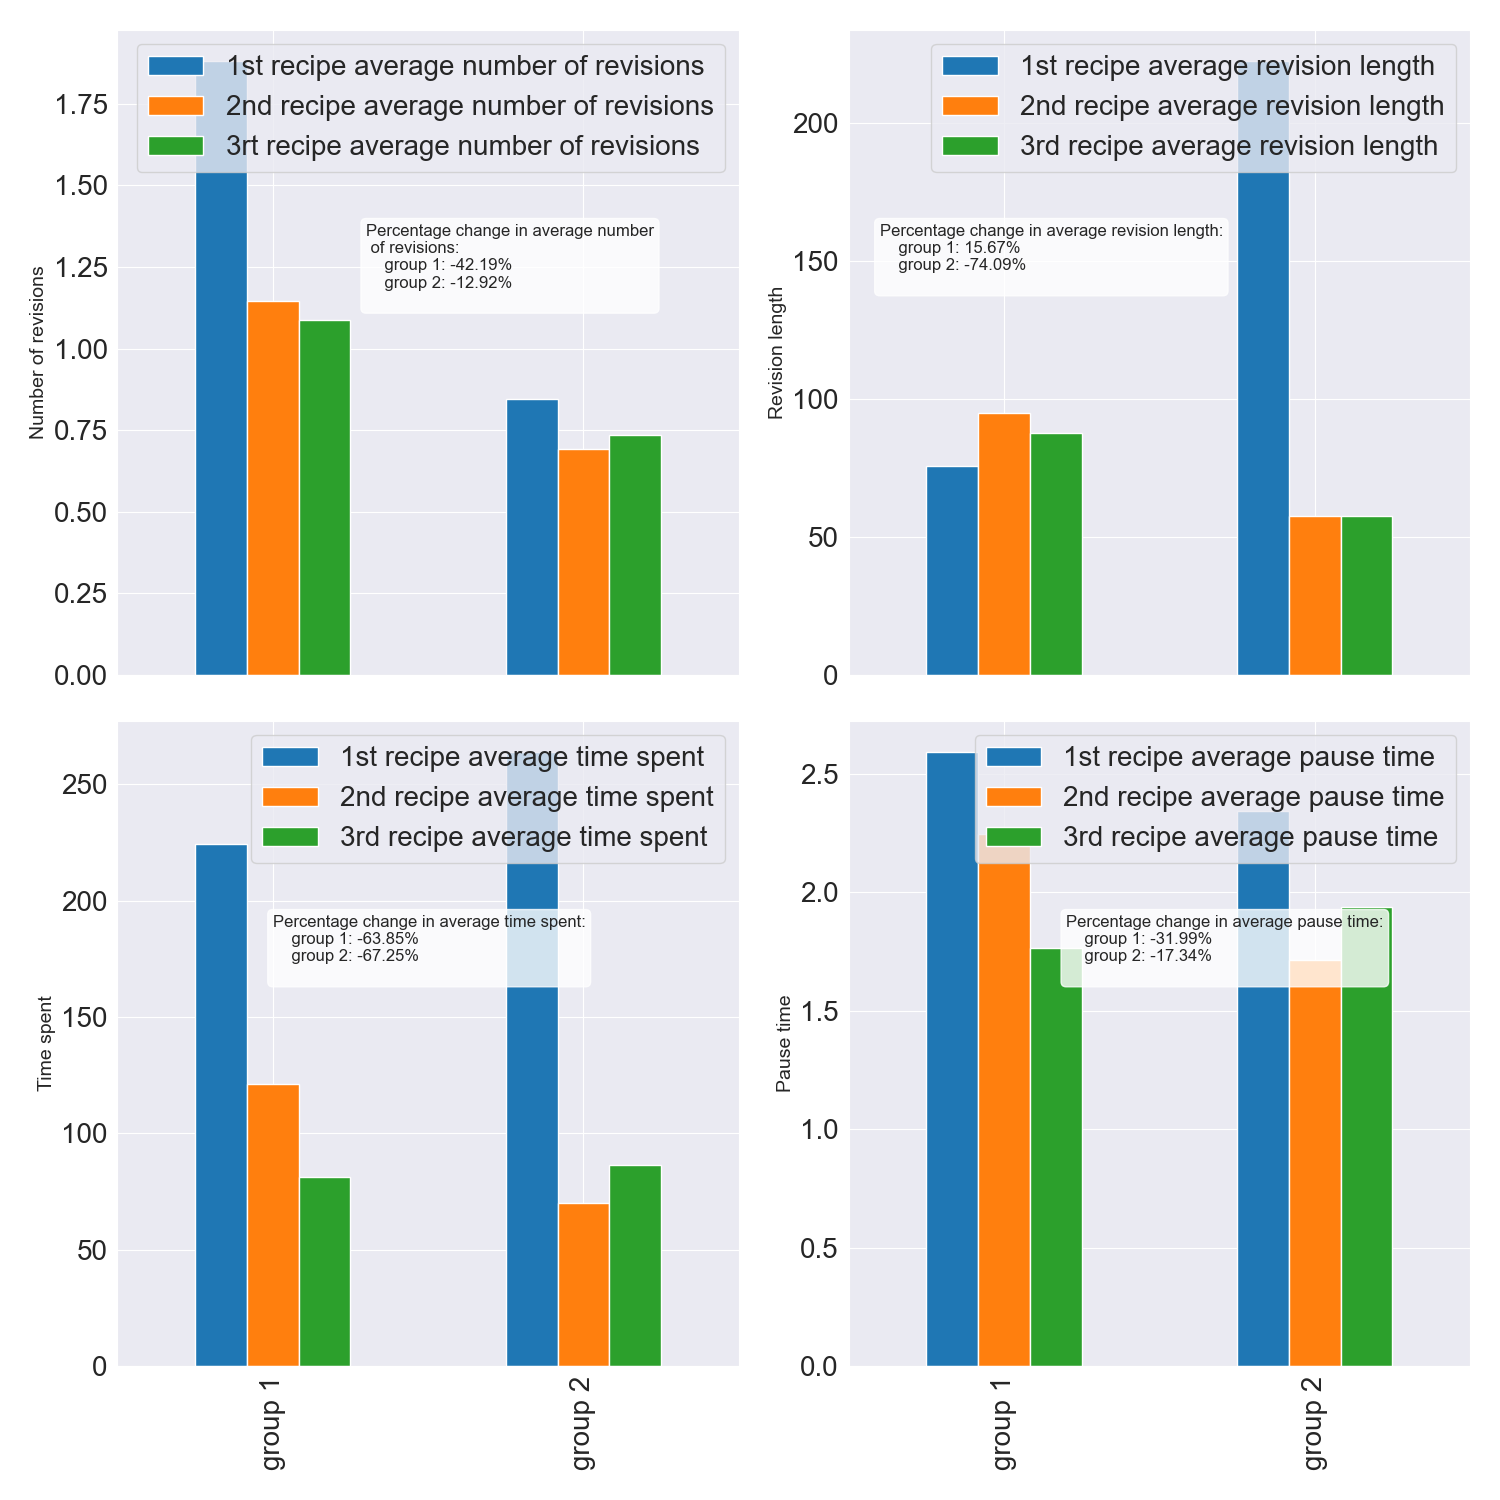 1st recipe average number of revisions
2nd recipe average number of revisions
3rt recipe average number of revisions
Percentage change in average number
of revisions:
group 1: -42.19%
group 2: -12.92%
Number of revisions
1.75
1.50
1.25
1.00
0.75
0.50
0.25
0.00
1st recipe average revision length
2nd recipe average revision length
3rd recipe average revision length
Percentage change in average revision length:
group 1: 15.67%
group 2: -74.09%
Revision length
200
150
100
50
0
1st recipe average time spent
2nd recipe average time spent
3rd recipe average time spent
Percentage change in average time spent:
group 1: -63.85%
group 2: -67.25%
Time spent
250
200
150
100
50
0
group 1
group 2
1st recipe average pause time
2nd recipe average pause time
3rd recipe average pause time
Percentage change in average pause time:
group 1: -31.99%
group 2: -17.34%
Pause time
2.5
2.0
1.5
1.0
0.5
0.0
group 1
group 2